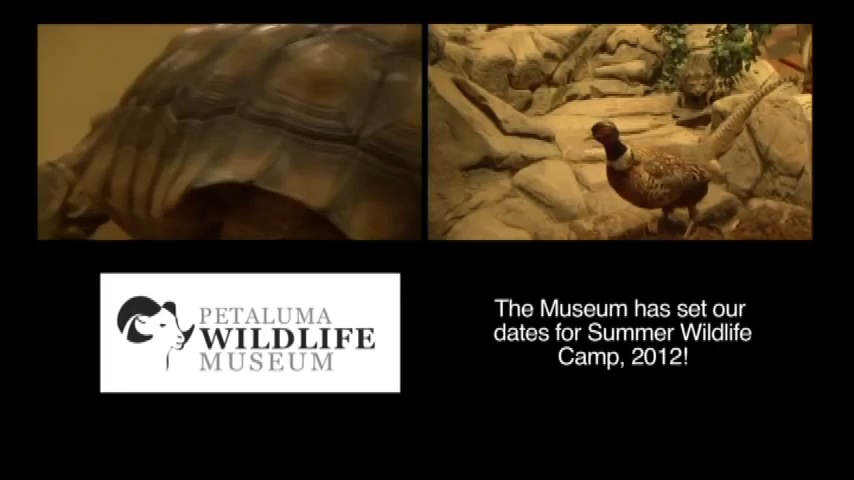 PETALUMA
WILDLIFE
MUSEUM
The Museum has set our
dates for Summer Wildlife
Camp, 2012!